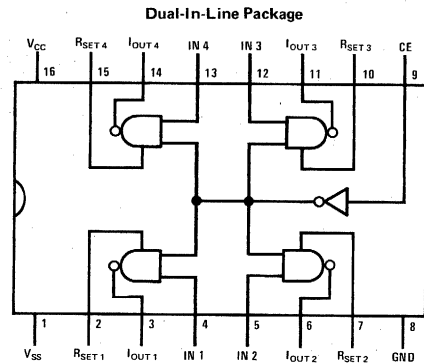 Dual-In-Line Package
VCC RSET 4 IOUT 4 IN 4 IN 3 IOUT 3 RSET 3 CE
16 15 14 13 12 11 10 9
1 2 3 4 5 6 7 8
VSS RSET 1 IOUT 1 IN 1 IN 2 IOUT 2 RSET 2 GND